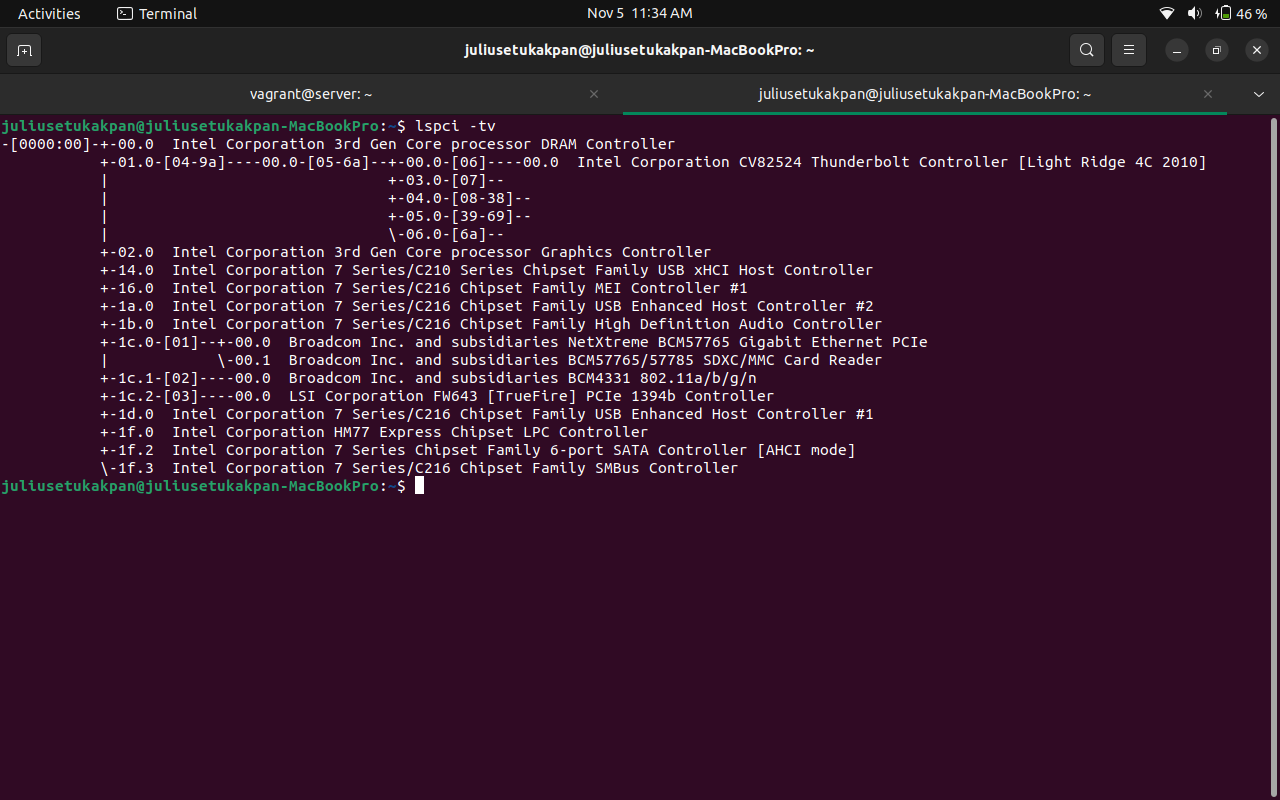 Activities Terminal Nov 5 11:34 AM 46 %
juliusetukakpan@juliusetukakpan-MacBookPro: ~
vagrant@server: ~ juliusetukakpan@juliusetukakpan-MacBookPro: ~
juliusetukakpan@juliusetukakpan-MacBookPro:~$ lspci -tv
-[0000:00]-+-00.0  Intel Corporation 3rd Gen Core processor DRAM Controller
           +-01.0-[04-9a]----00.0-[05-6a]--+-00.0-[06]----00.0  Intel Corporation CV82524 Thunderbolt Controller [Light Ridge 4C 2010]
           |                               +-03.0-[07]--
           |                               +-04.0-[08-38]--
           |                               +-05.0-[39-69]--
           |                               \-06.0-[6a]--
           +-02.0  Intel Corporation 3rd Gen Core processor Graphics Controller
           +-14.0  Intel Corporation 7 Series/C210 Series Chipset Family USB xHCI Host Controller
           +-16.0  Intel Corporation 7 Series/C216 Chipset Family MEI Controller #1
           +-1a.0  Intel Corporation 7 Series/C216 Chipset Family USB Enhanced Host Controller #2
           +-1b.0  Intel Corporation 7 Series/C216 Chipset Family High Definition Audio Controller
           +-1c.0-[01]--+-00.0  Broadcom Inc. and subsidiaries NetXtreme BCM57765 Gigabit Ethernet PCIe
           |            \-00.1  Broadcom Inc. and subsidiaries BCM57765/57785 SDXC/MMC Card Reader
           +-1c.1-[02]----00.0  Broadcom Inc. and subsidiaries BCM4331 802.11a/b/g/n
           +-1c.2-[03]----00.0  LSI Corporation FW643 [TrueFire] PCIe 1394b Controller
           +-1d.0  Intel Corporation 7 Series/C216 Chipset Family USB Enhanced Host Controller #1
           +-1f.0  Intel Corporation HM77 Express Chipset LPC Controller
           +-1f.2  Intel Corporation 7 Series Chipset Family 6-port SATA Controller [AHCI mode]
           \-1f.3  Intel Corporation 7 Series/C216 Chipset Family SMBus Controller
juliusetukakpan@juliusetukakpan-MacBookPro:~$